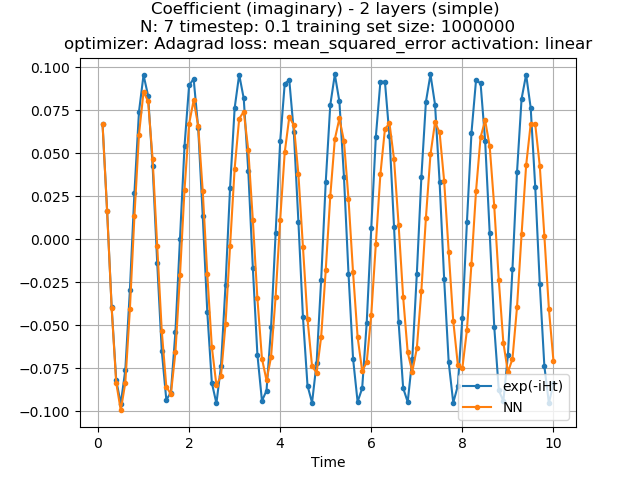 Coefficient (imaginary) - 2 layers (simple)
N: 7 timestep: 0.1 training set size: 1000000
optimizer: Adagrad loss: mean_squared_error activation: linear
0.100
0.075
0.050
0.025
0.000
−0.025
−0.050
−0.075
−0.100
exp(-iHt)
NN
0 2 4 6 8 10
Time